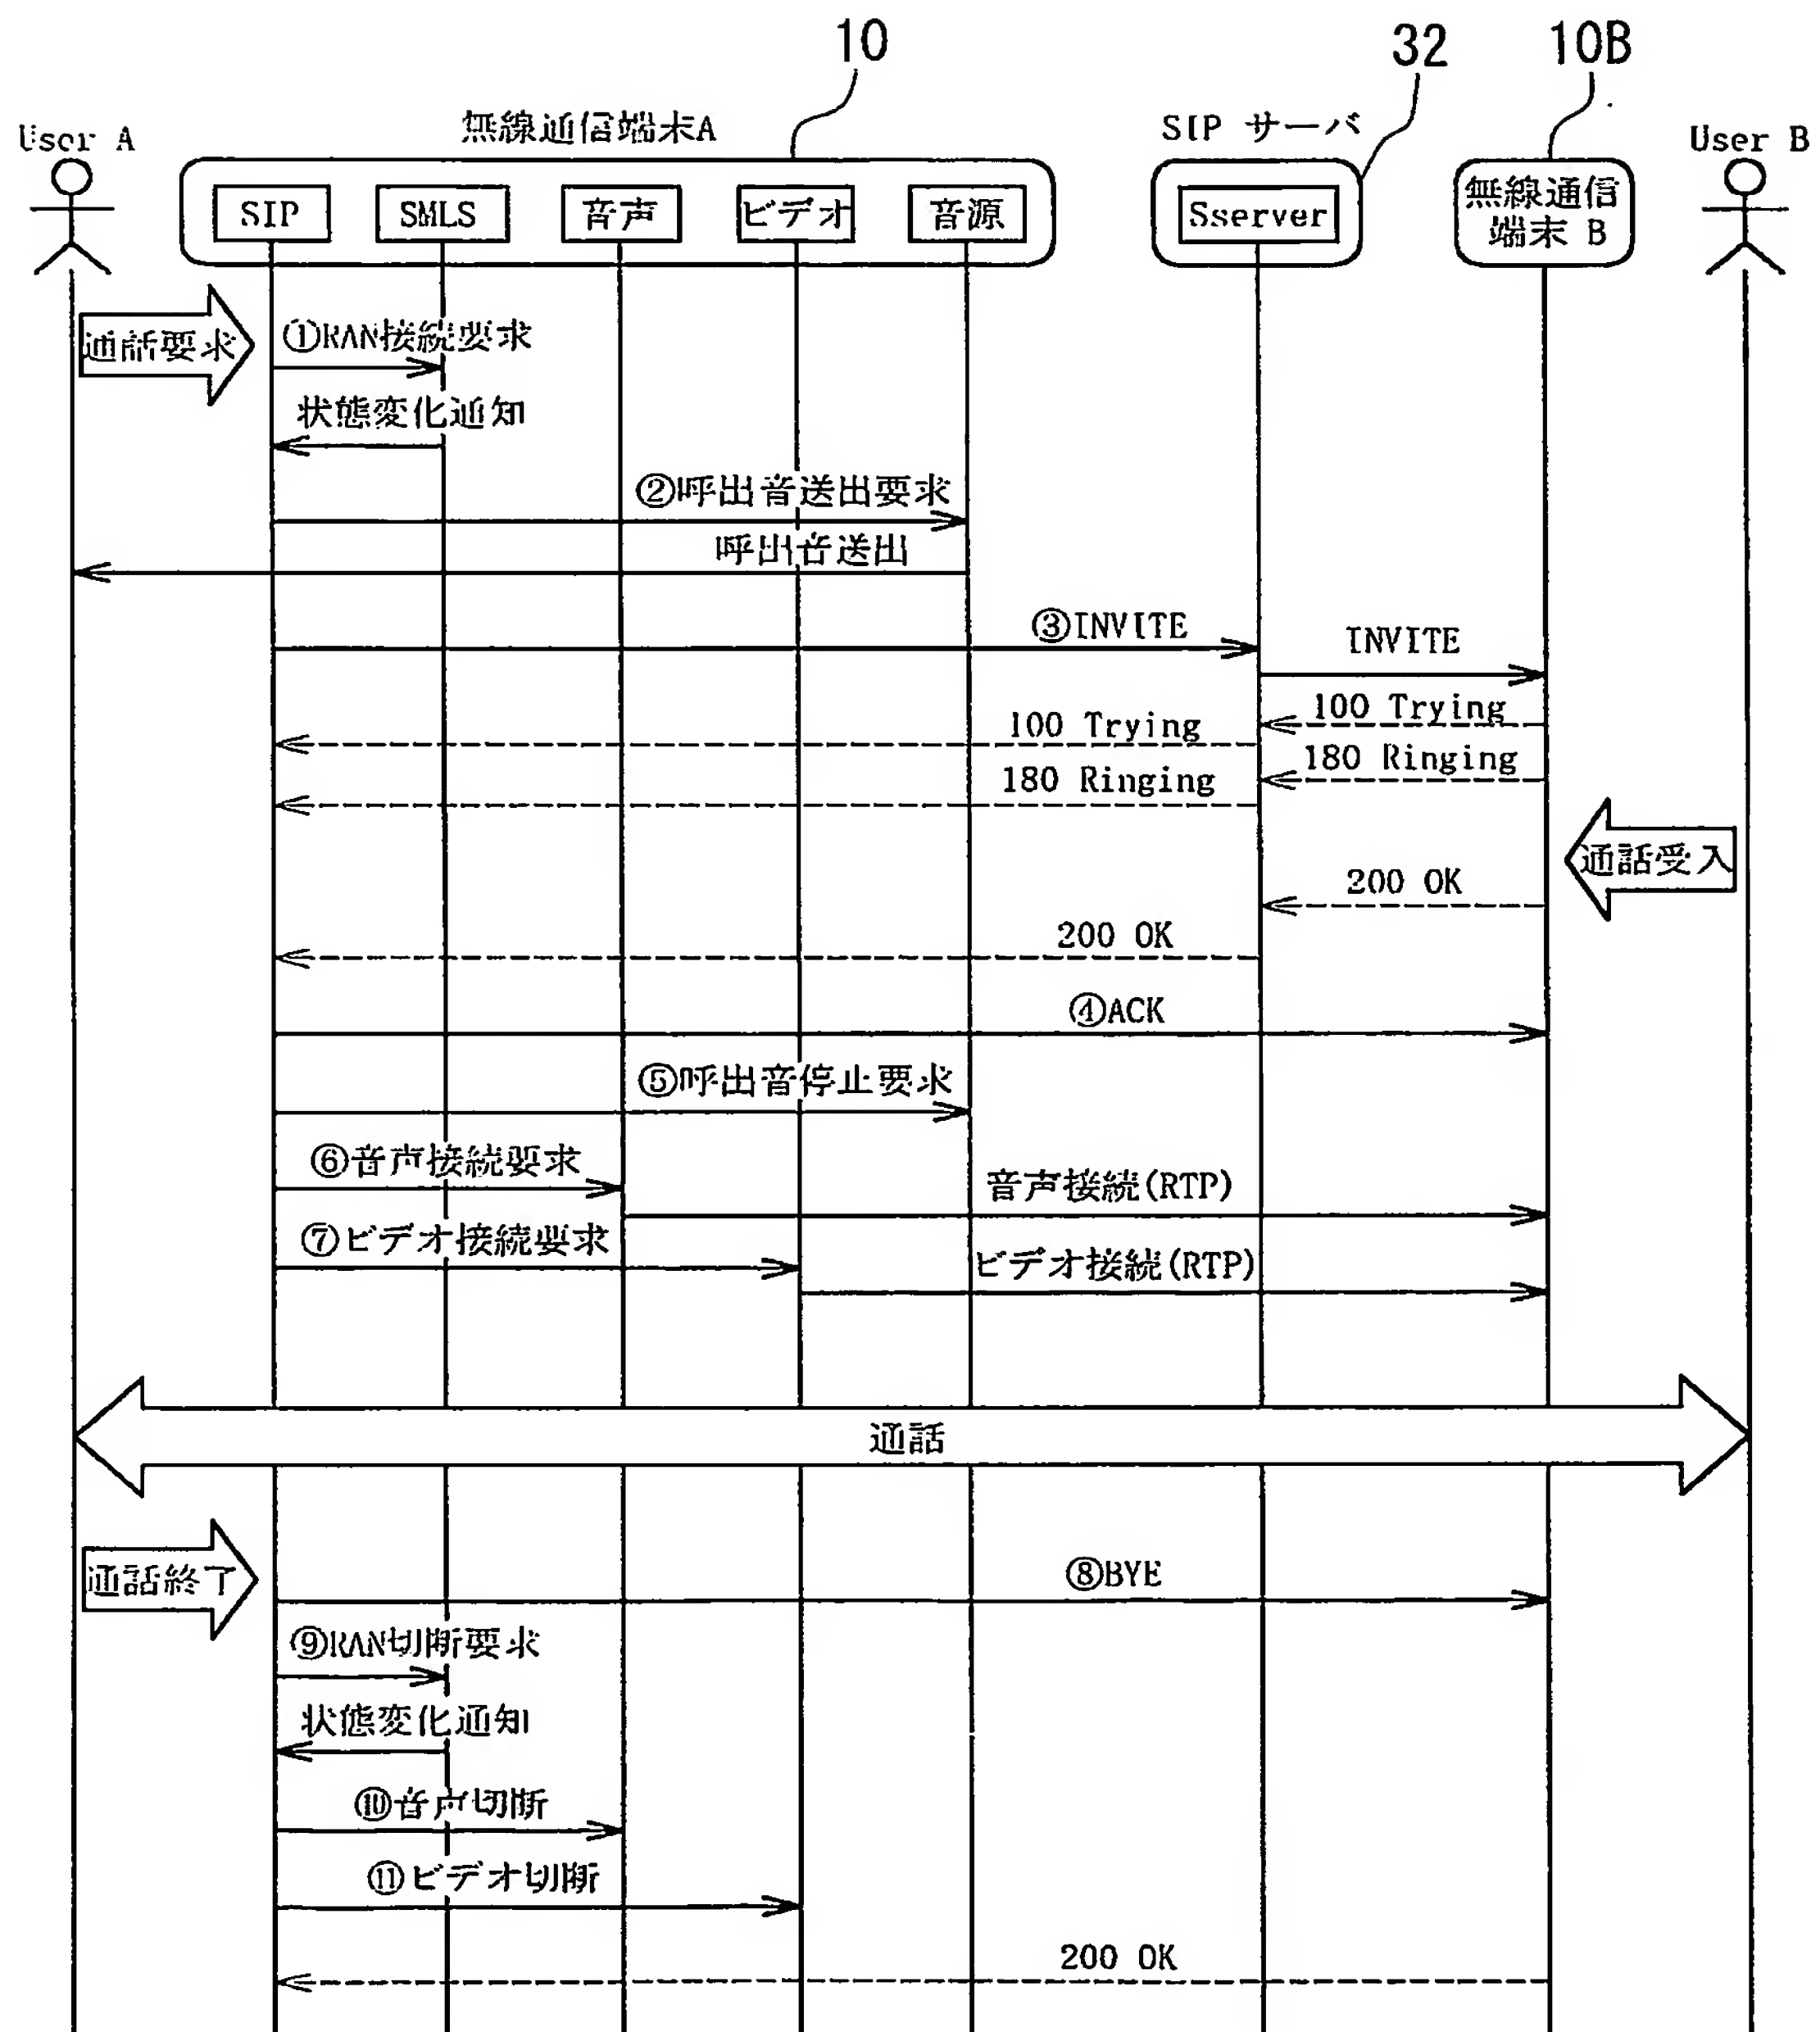 10
32
10B
User A
無線通信端末A
SIP サーバ
User B
SIP
SMLS
音声
ビデオ
音源
Sserver
無線通信
端末 B
通話要求
①RAN接続要求
状態変化通知
②呼出音送出要求
呼出音送出
③INVITE
INVITE
100 Trying
100 Trying
180 Ringing
180 Ringing
通話受入
200 OK
200 OK
④ACK
⑤呼出音停止要求
⑥音声接続要求
音声接続(RTP)
⑦ビデオ接続要求
ビデオ接続(RTP)
通話
通話終了
⑧BYE
⑨RAN切断要求
状態変化通知
⑩音声切断
⑪ビデオ切断
200 OK